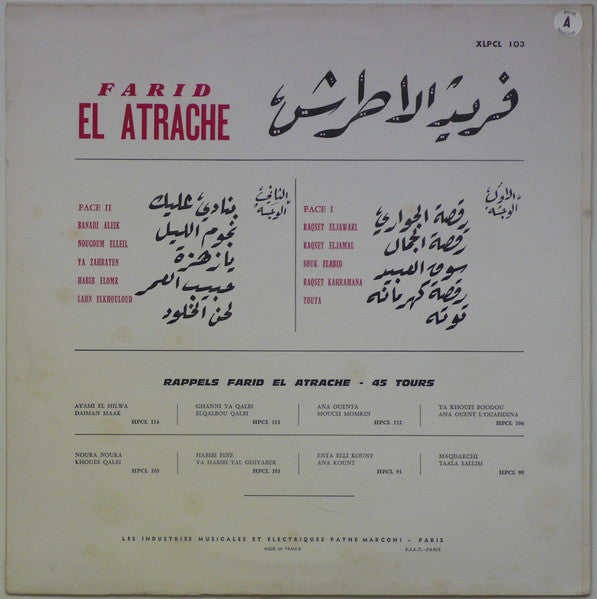 XLPCL 103
A
FARID
EL ATRACHE
فريد الاطرش
FACE II
بنادي عليك
الوجه الثاني
BANADI ALEIK
نجوم الليل
NOUGOUM ELLEIL
يا زهرة
YA ZAHRATEN
حبيب العمر
HABIB ELOMR
لحن الخلود
LAHN ELKHOULOUD
FACE I
رقصة الجواري
الوجه الأول
RAQSET ELJAWARI
رقصة الجمال
RAQSET ELJAMAL
سوق العبيد
SOUK ELABID
رقصة كهرمانه
RAQSET KAHRAMANA
توته
TOUTA
RAPPELS FARID EL ATRACHE - 45 TOURS
AYAMI EL HILWA
DAIMAN MAAK
HPCL 114
GHANNI YA QALBI
ELQALBOU QALBI
HPCL 113
ANA OUENTA
MOUCH MOMKIN
HPCL 112
YA KHOUFI BOODOU
ANA OUENT L'OUAHDINA
HPCL 106
NOURA NOURA
KHOUDI QALBI
HPCL 105
HABIBI FINE
YA HABIBI TAL GHIYABEK
HPCL 103
ENTA ELLI KOUNT
ANA KOUNT
HPCL 91
MAQDARCHI
TAALA SALLIM
HPCL 90
LES INDUSTRIES MUSICALES ET ELECTRIQUES PATHE MARCONI - PARIS
MADE IN FRANCE